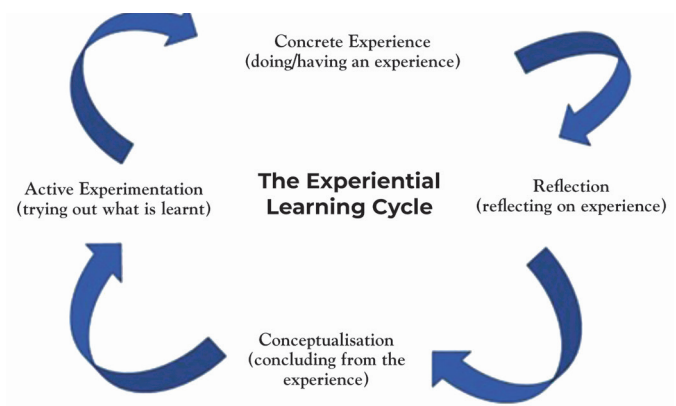 Concrete Experience
(doing/having an experience)
The Experiential
Learning Cycle
Reflection
(reflecting on experience)
Conceptualisation
(concluding from the
experience)
Active Experimentation
(trying out what is learnt)